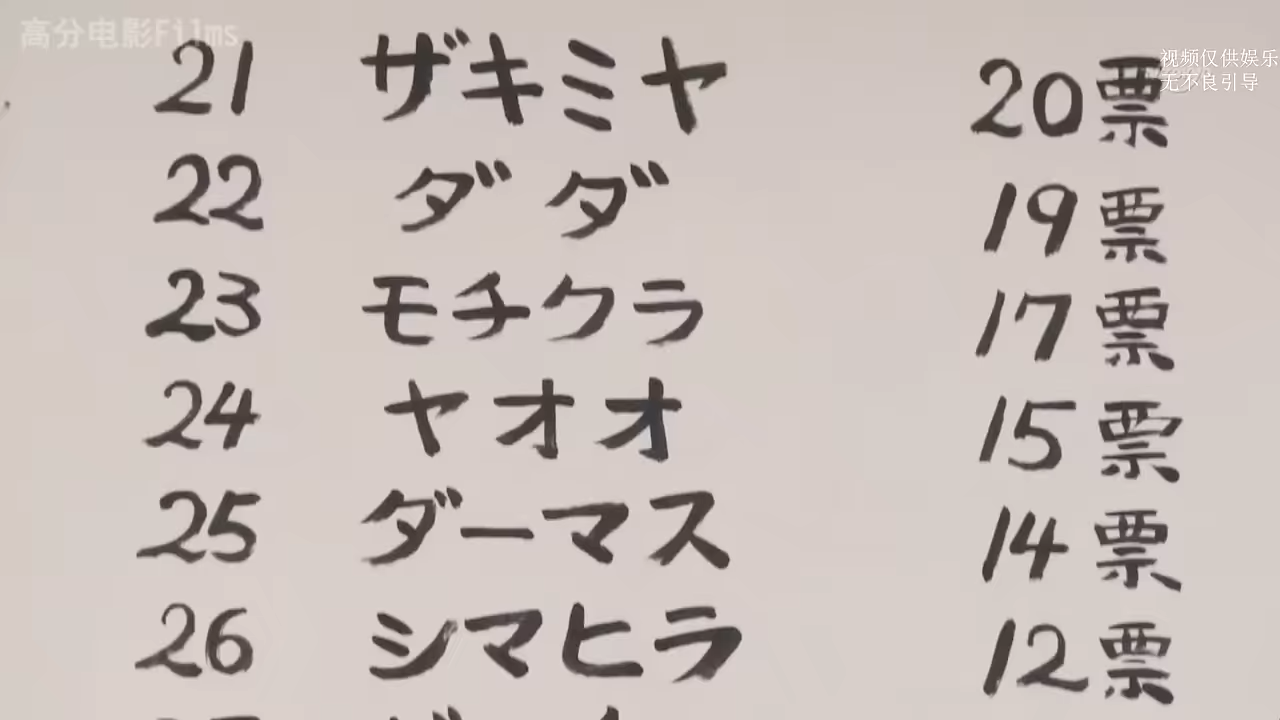 高分电影Films
视频仅供娱乐
无不良引导
21 ザキミヤ 20票
22 ダダ 19票
23 モチクラ 17票
24 ヤオオ 15票
25 ダーマス 14票
26 シマヒラ 12票